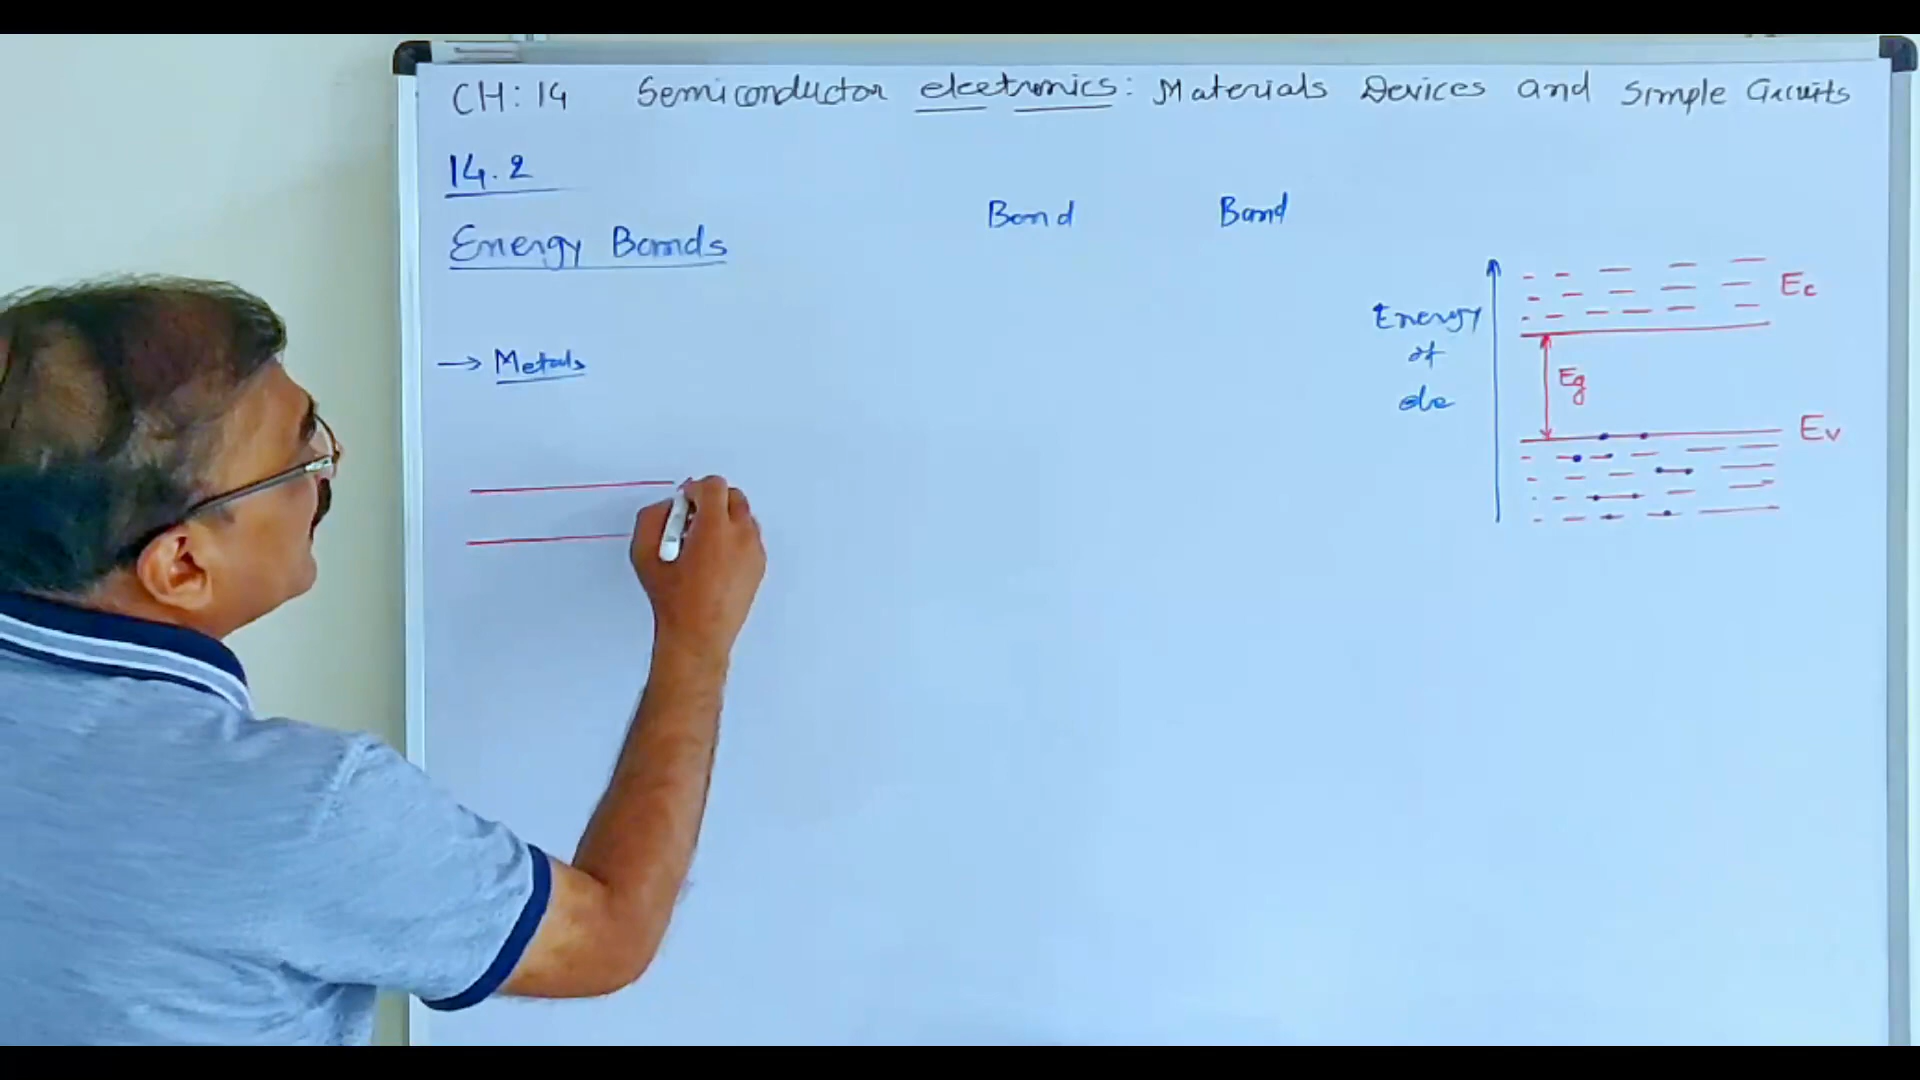 CH: 14 Semiconductor electronics: Materials Devices and Simple Circuits
14.2
Energy Bands
Bond Band
→ Metals
Energy
of
Ec
Eg
Ev